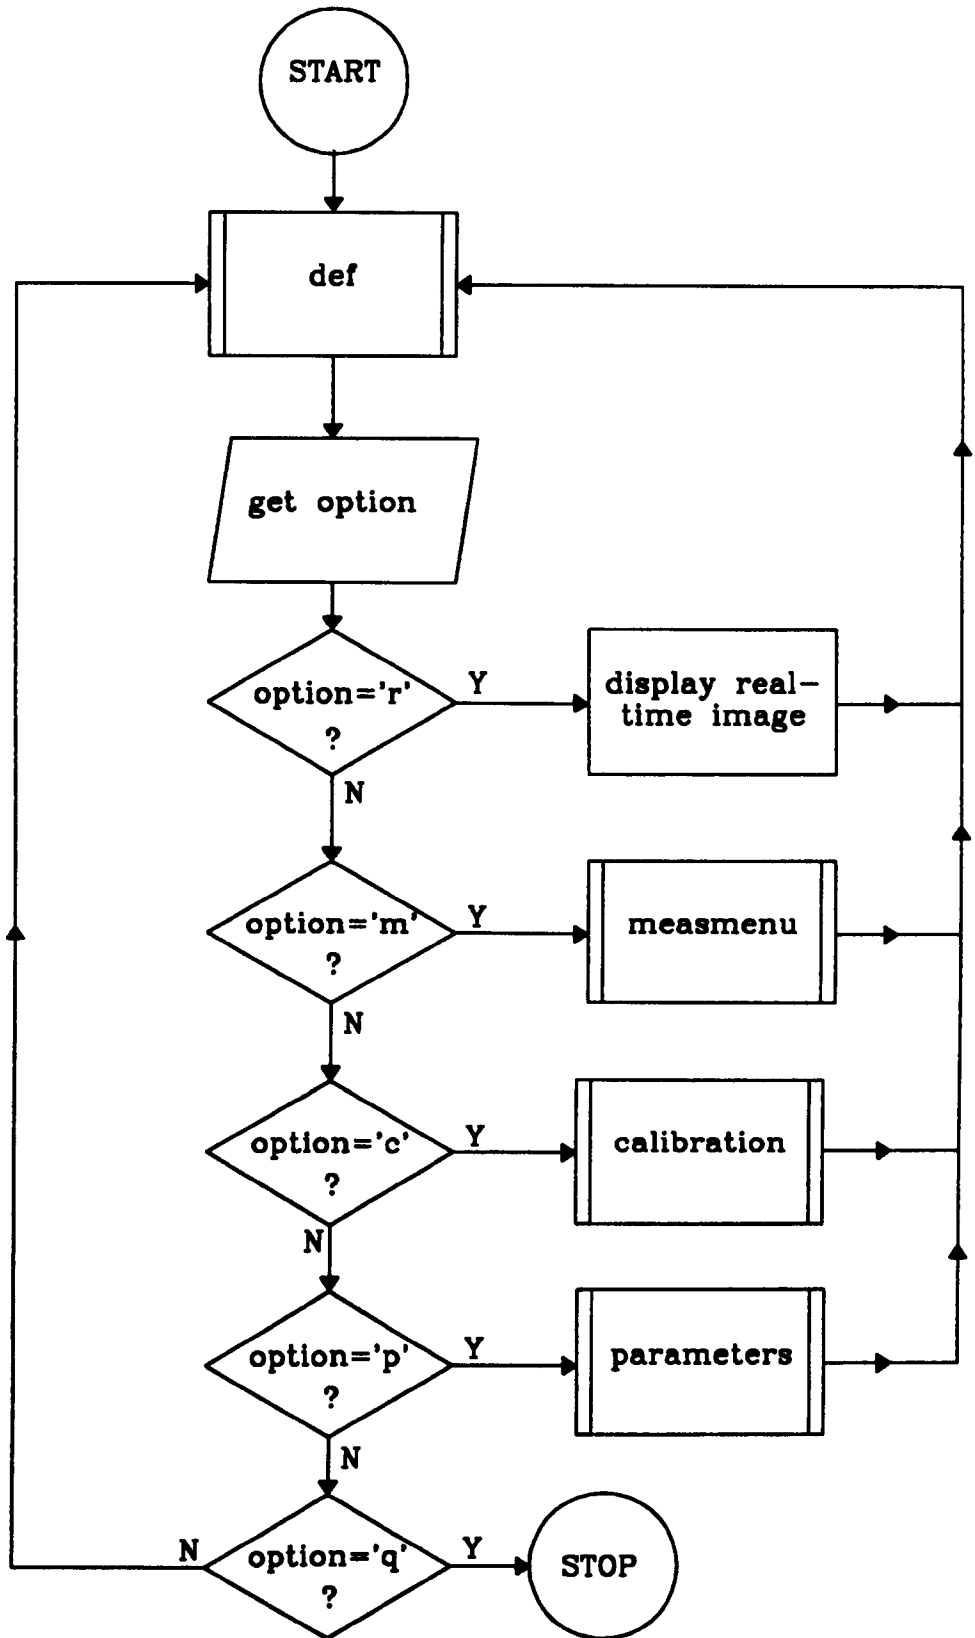 START
def
get option
option='r'
?
Y
display real-
time image
N
option='m'
?
Y
measmenu
N
option='c'
?
Y
calibration
N
option='p'
?
Y
parameters
N
option='q'
?
N
Y
STOP